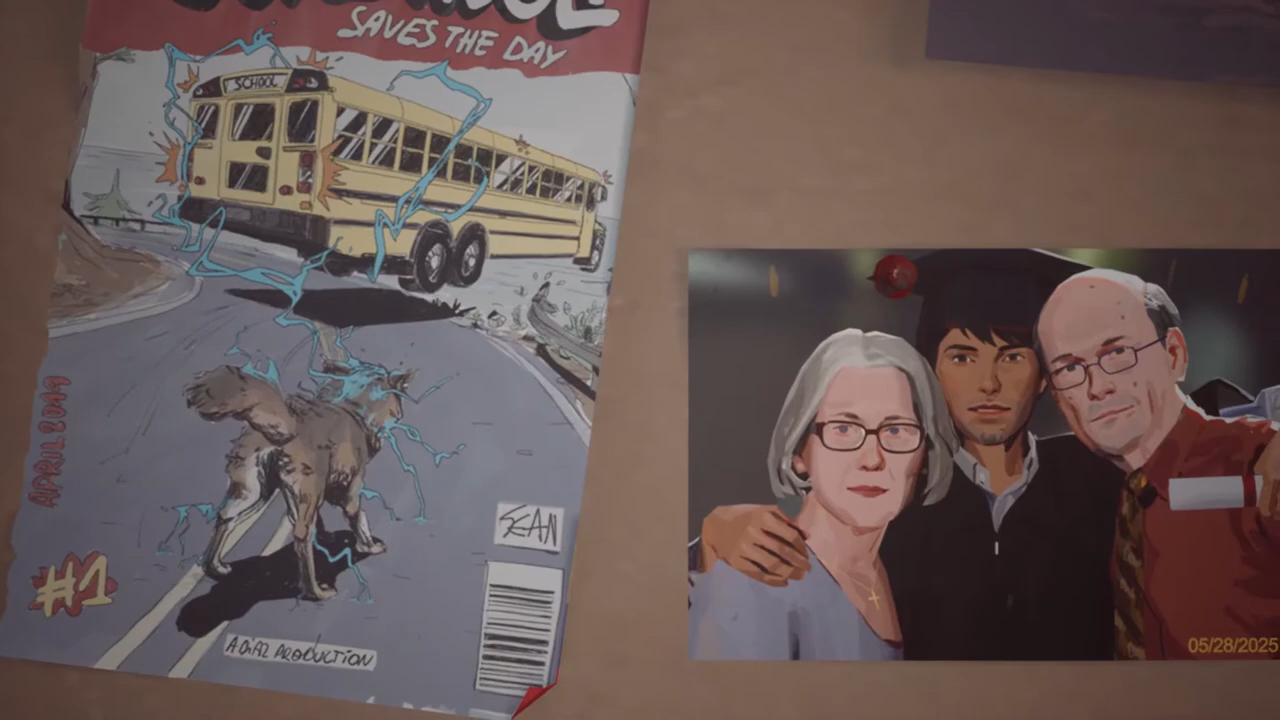 SAVES THE DAY
SCHOOL
APRIL 2019
SEAN
#1
A DIAZ PRODUCTION
05/28/2025